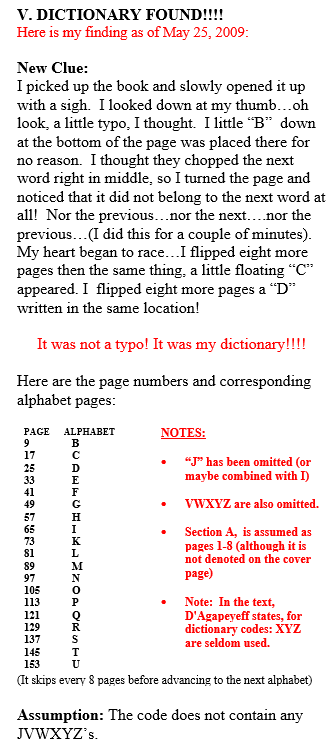 V. DICTIONARY FOUND!!!!
Here is my finding as of May 25, 2009:
New Clue:
I picked up the book and slowly opened it up
with a sigh.  I looked down at my thumb…oh
look, a little typo, I thought.  I little “B”  down
at the bottom of the page was placed there for
no reason.  I thought they chopped the next
word right in middle, so I turned the page and
noticed that it did not belong to the next word at
all!  Nor the previous…nor the next….nor the
previous…(I did this for a couple of minutes).
My heart began to race…I flipped eight more
pages then the same thing, a little floating “C”
appeared. I  flipped eight more pages a “D”
written in the same location!
It was not a typo! It was my dictionary!!!!
Here are the page numbers and corresponding
alphabet pages:
PAGE ALPHABET
9 B
17 C
25 D
33 E
41 F
49 G
57 H
65 I
73 K
81 L
89 M
97 N
105 O
113 P
121 Q
129 R
137 S
145 T
153 U
NOTES:
• “J” has been omitted (or
maybe combined with I)
• VWXYZ are also omitted.
• Section A,  is assumed as
pages 1-8 (although it is
not denoted on the cover
page)
• Note:  In the text,
D'Agapeyeff states, for
dictionary codes: XYZ
are seldom used.
(It skips every 8 pages before advancing to the next alphabet)
Assumption: The code does not contain any
JVWXYZ’s.